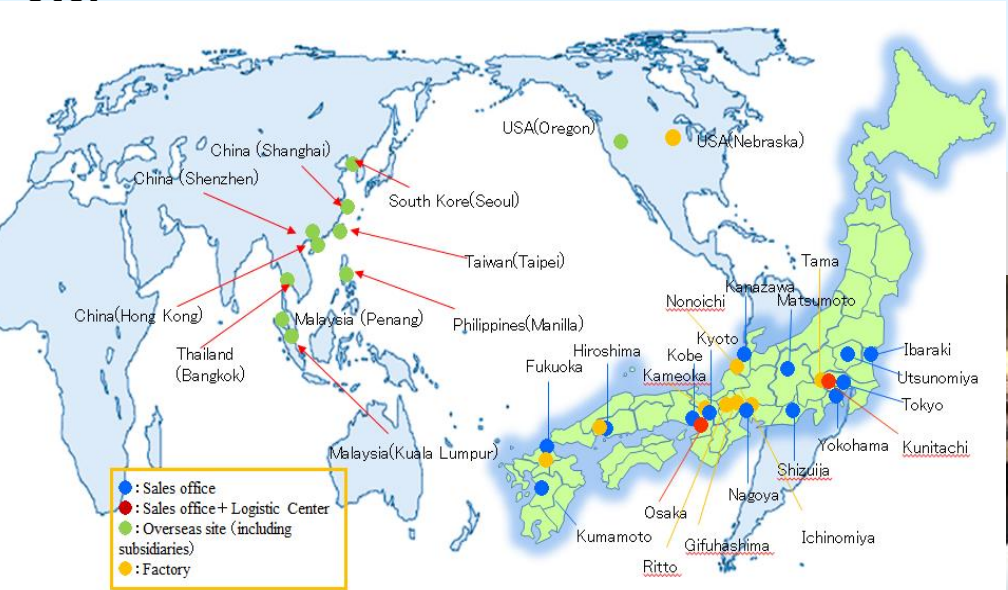 USA(Oregon)
USA(Nebraska)
China (Shanghai)
China (Shenzhen)
South Kore(Seoul)
Taiwan(Taipei)
China(Hong Kong)
Malaysia (Penang)
Philippines(Manilla)
Thailand
(Bangkok)
Malaysia(Kuala Lumpur)
Tama
Kanazawa
Matsumoto
Nonoichi
Kyoto
Hiroshima
Kobe
Fukuoka
Kameoka
Ibaraki
Utsunomiya
Tokyo
Yokohama
Kunitachi
Shizuija
Nagoya
Osaka
Kumamoto
Gifuhashima
Ichinomiya
Ritto
: Sales office
: Sales office+ Logistic Center
: Overseas site (including
subsidiaries)
: Factory